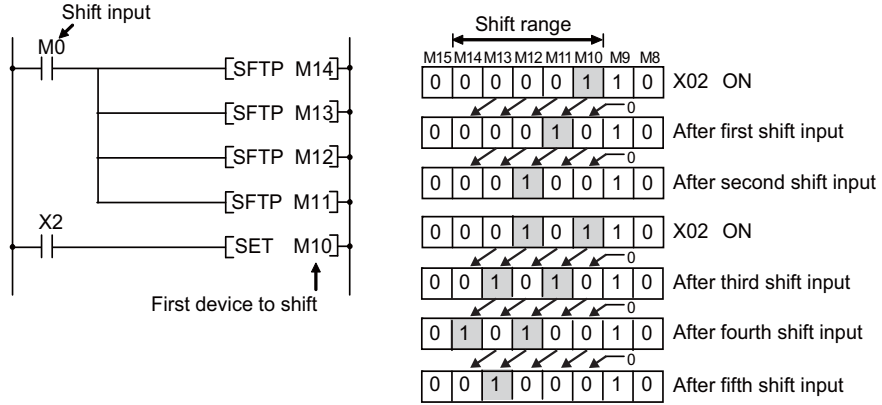 Shift input
M0
SFTP M14
SFTP M13
SFTP M12
SFTP M11
X2
SET M10
First device to shift
Shift range
M15 M14 M13 M12 M11 M10 M9 M8
0 0 0 0 0 1 1 0 X02 ON
0
0 0 0 0 1 0 1 0 After first shift input
0
0 0 0 1 0 0 1 0 After second shift input
0 0 0 1 0 1 1 0 X02 ON
0
0 0 1 0 1 0 1 0 After third shift input
0
0 1 0 1 0 0 1 0 After fourth shift input
0
0 0 1 0 0 0 1 0 After fifth shift input